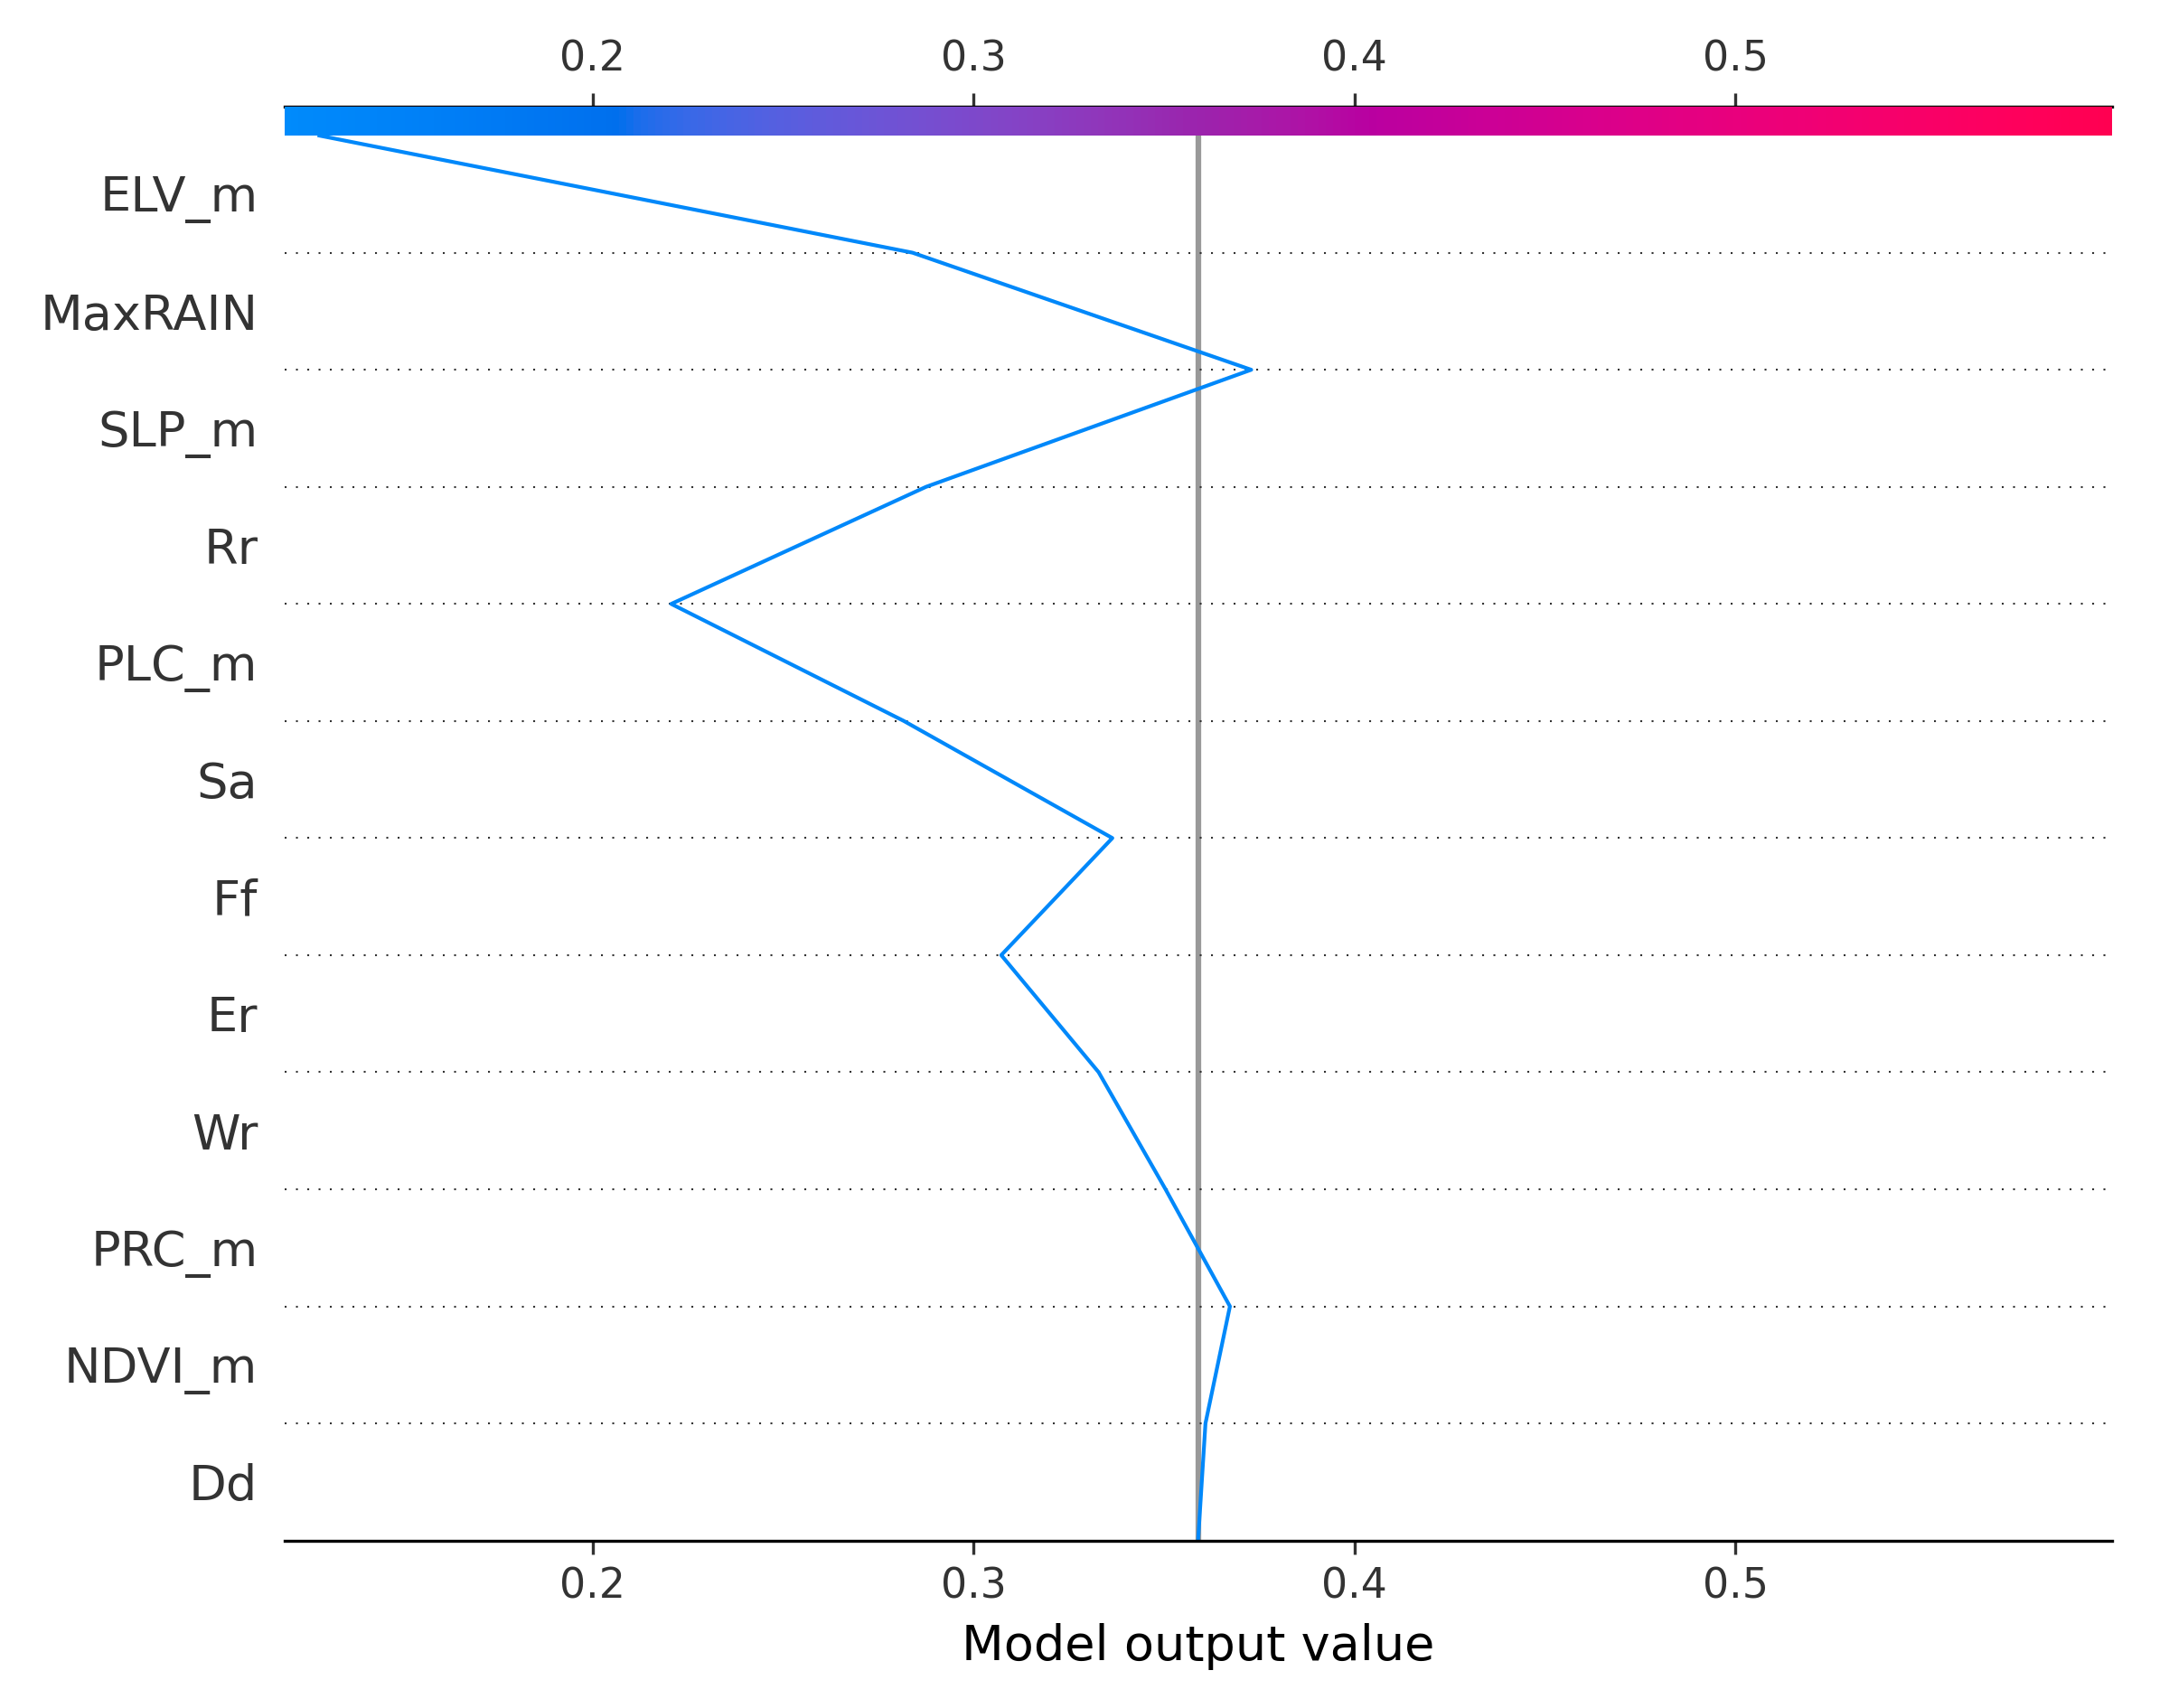 0.2 0.3 0.4 0.5
ELV_m
MaxRAIN
SLP_m
Rr
PLC_m
Sa
Ff
Er
Wr
PRC_m
NDVI_m
Dd
0.2 0.3 0.4 0.5
Model output value